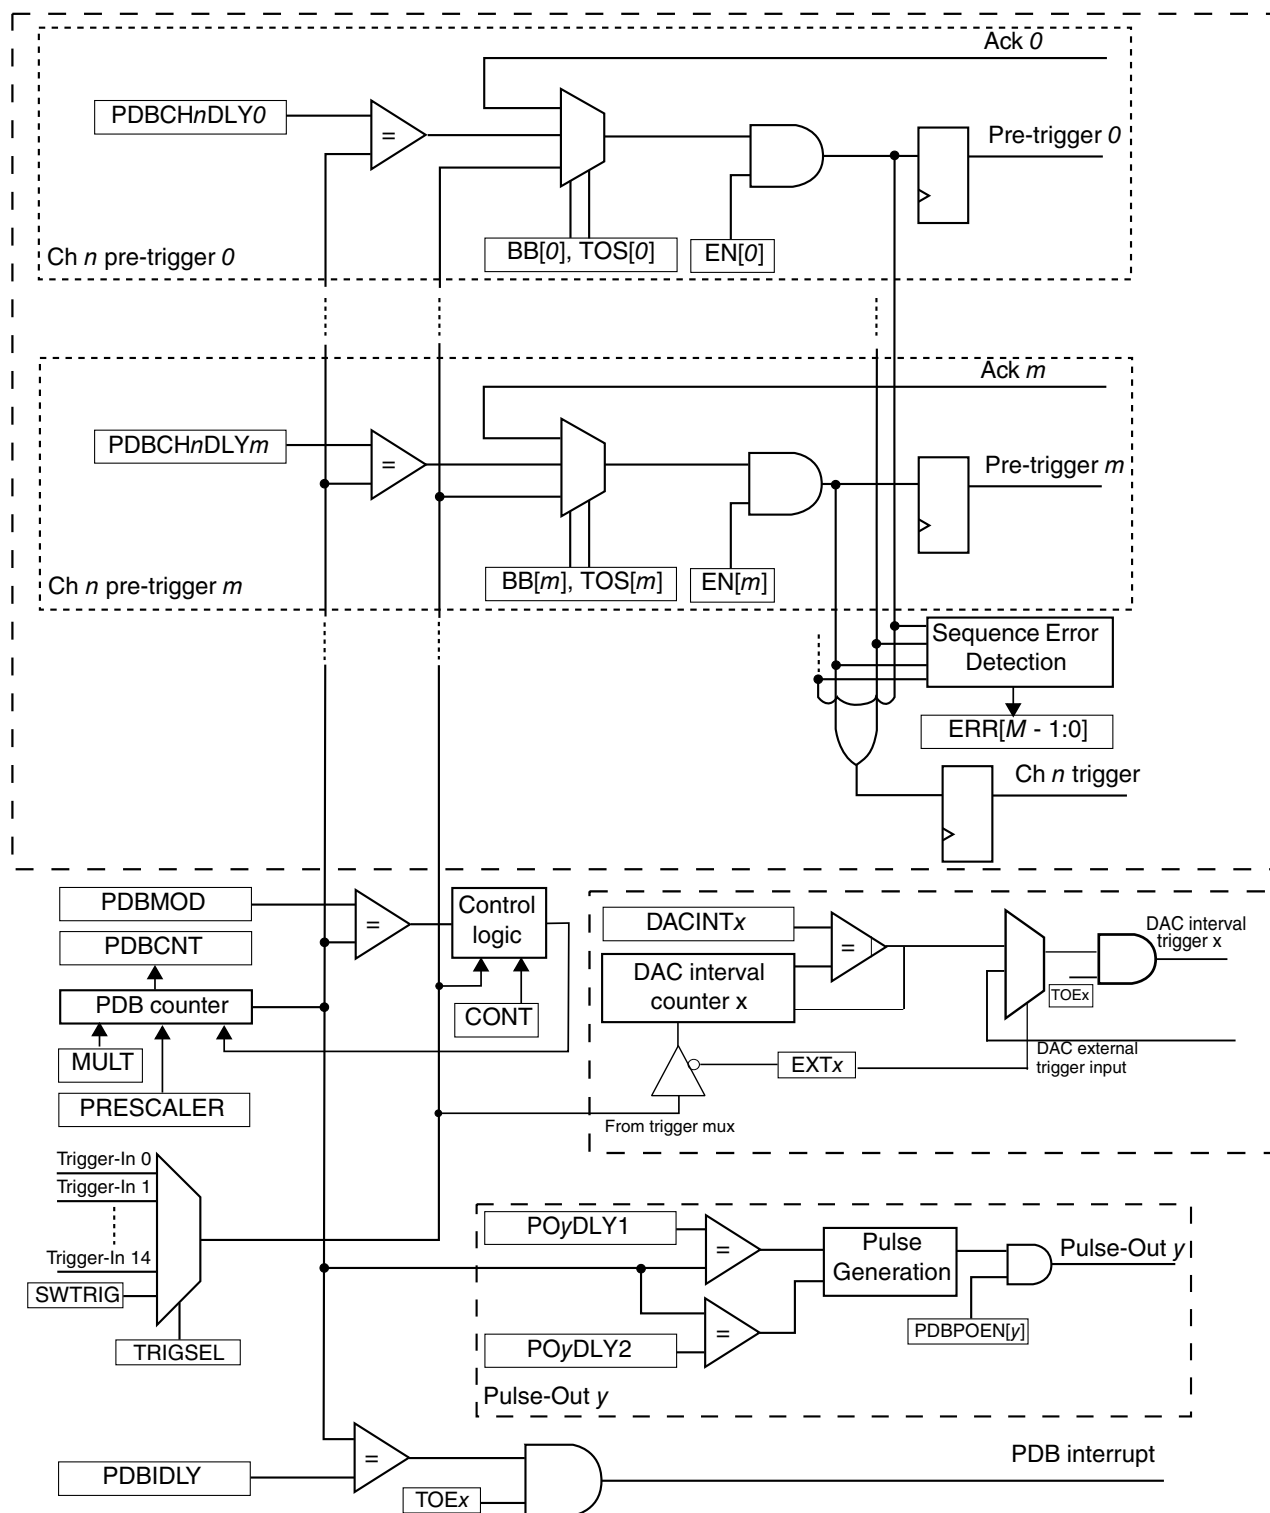 Ack 0
PDBCHnDLY0
=
Pre-trigger 0
BB[0], TOS[0]
EN[0]
Ch n pre-trigger 0
Ack m
PDBCHnDLYm
=
Pre-trigger m
BB[m], TOS[m]
EN[m]
Ch n pre-trigger m
Sequence Error
Detection
ERR[M - 1:0]
Ch n trigger
PDBMOD
=
Control
logic
PDBCNT
PDB counter
CONT
MULT
PRESCALER
DACINTx
=
DAC interval
counter x
DAC interval
trigger x
TOEx
EXTx
DAC external
trigger input
From trigger mux
Trigger-In 0
Trigger-In 1
Trigger-In 14
SWTRIG
TRIGSEL
POyDLY1
=
Pulse
Generation
Pulse-Out y
=
POyDLY2
PDBPOEN[y]
Pulse-Out y
=
PDB interrupt
PDBIDLY
TOEx